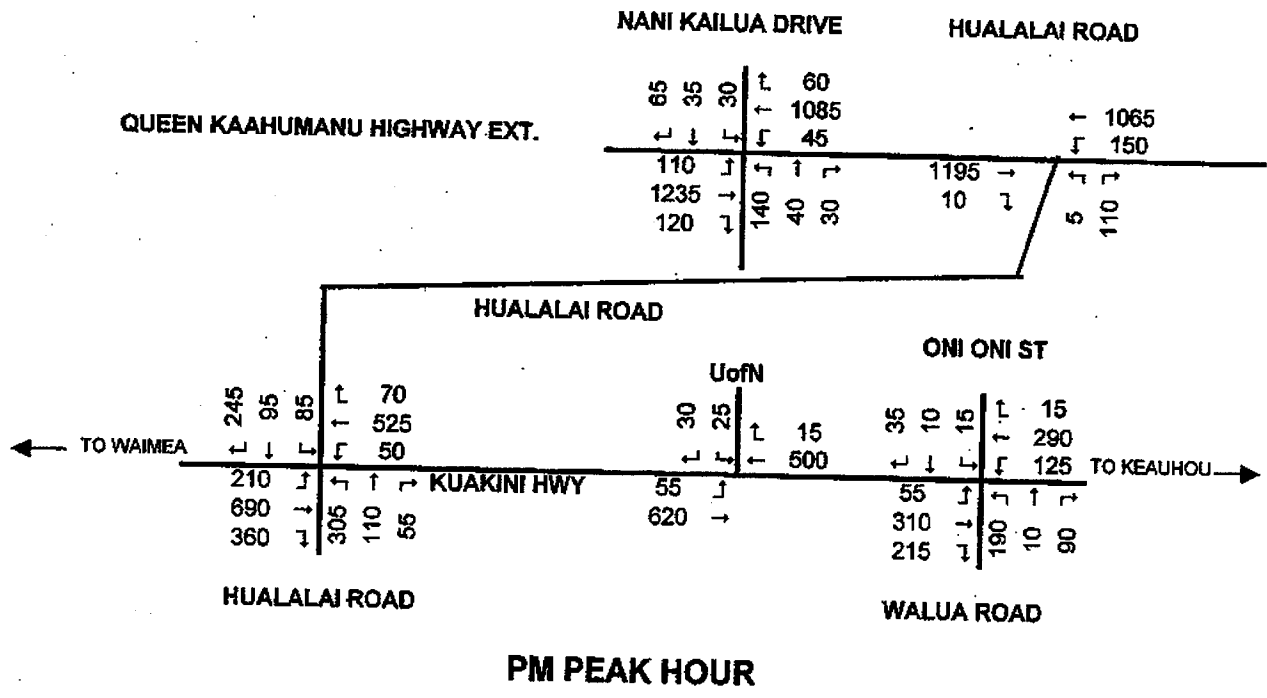 NANI KAILUA DRIVE
HUALALAI ROAD
QUEEN KAAHUMANU HIGHWAY EXT.
65 35 30
↰ 60
← 1085
45
← 1065
150
110
1235 →
120
140 40 30
1195 →
10
5 110
HUALALAI ROAD
ONI ONI ST
UofN
245 95 85
70
← 525
50
30 25
15
← 500
35 10 15
15
← 290
125
← TO WAIMEA
TO KEAUHOU →
210
690 →
360
305 110 55
KUAKINI HWY
55
620 →
55
310 →
215
190 10 90
HUALALAI ROAD
WALUA ROAD
PM PEAK HOUR